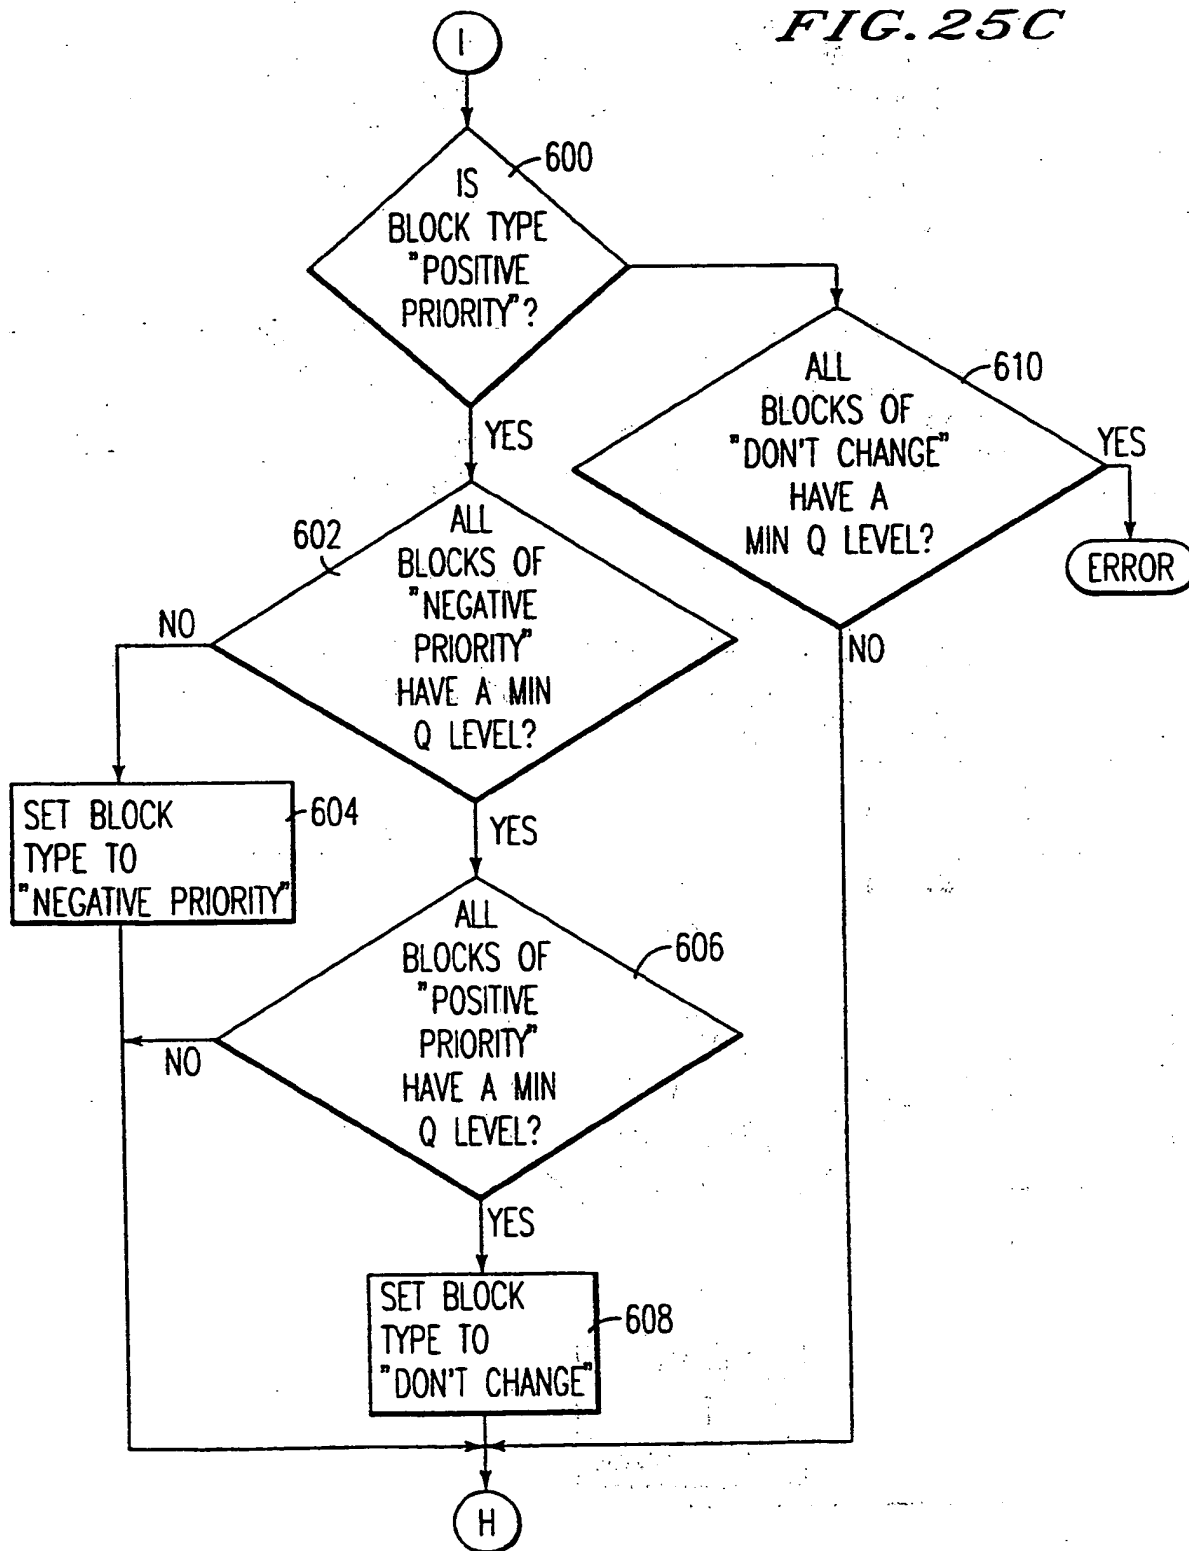 FIG. 25C
I
600
IS
BLOCK TYPE
"POSITIVE
PRIORITY"?
YES
610
ALL
BLOCKS OF
"DON'T CHANGE"
HAVE A
MIN Q LEVEL?
YES
ERROR
NO
602
ALL
BLOCKS OF
"NEGATIVE
PRIORITY"
HAVE A MIN
Q LEVEL?
NO
YES
SET BLOCK
TYPE TO
"NEGATIVE PRIORITY"
604
606
ALL
BLOCKS OF
"POSITIVE
PRIORITY"
HAVE A MIN
Q LEVEL?
NO
YES
SET BLOCK
TYPE TO
"DON'T CHANGE"
608
H